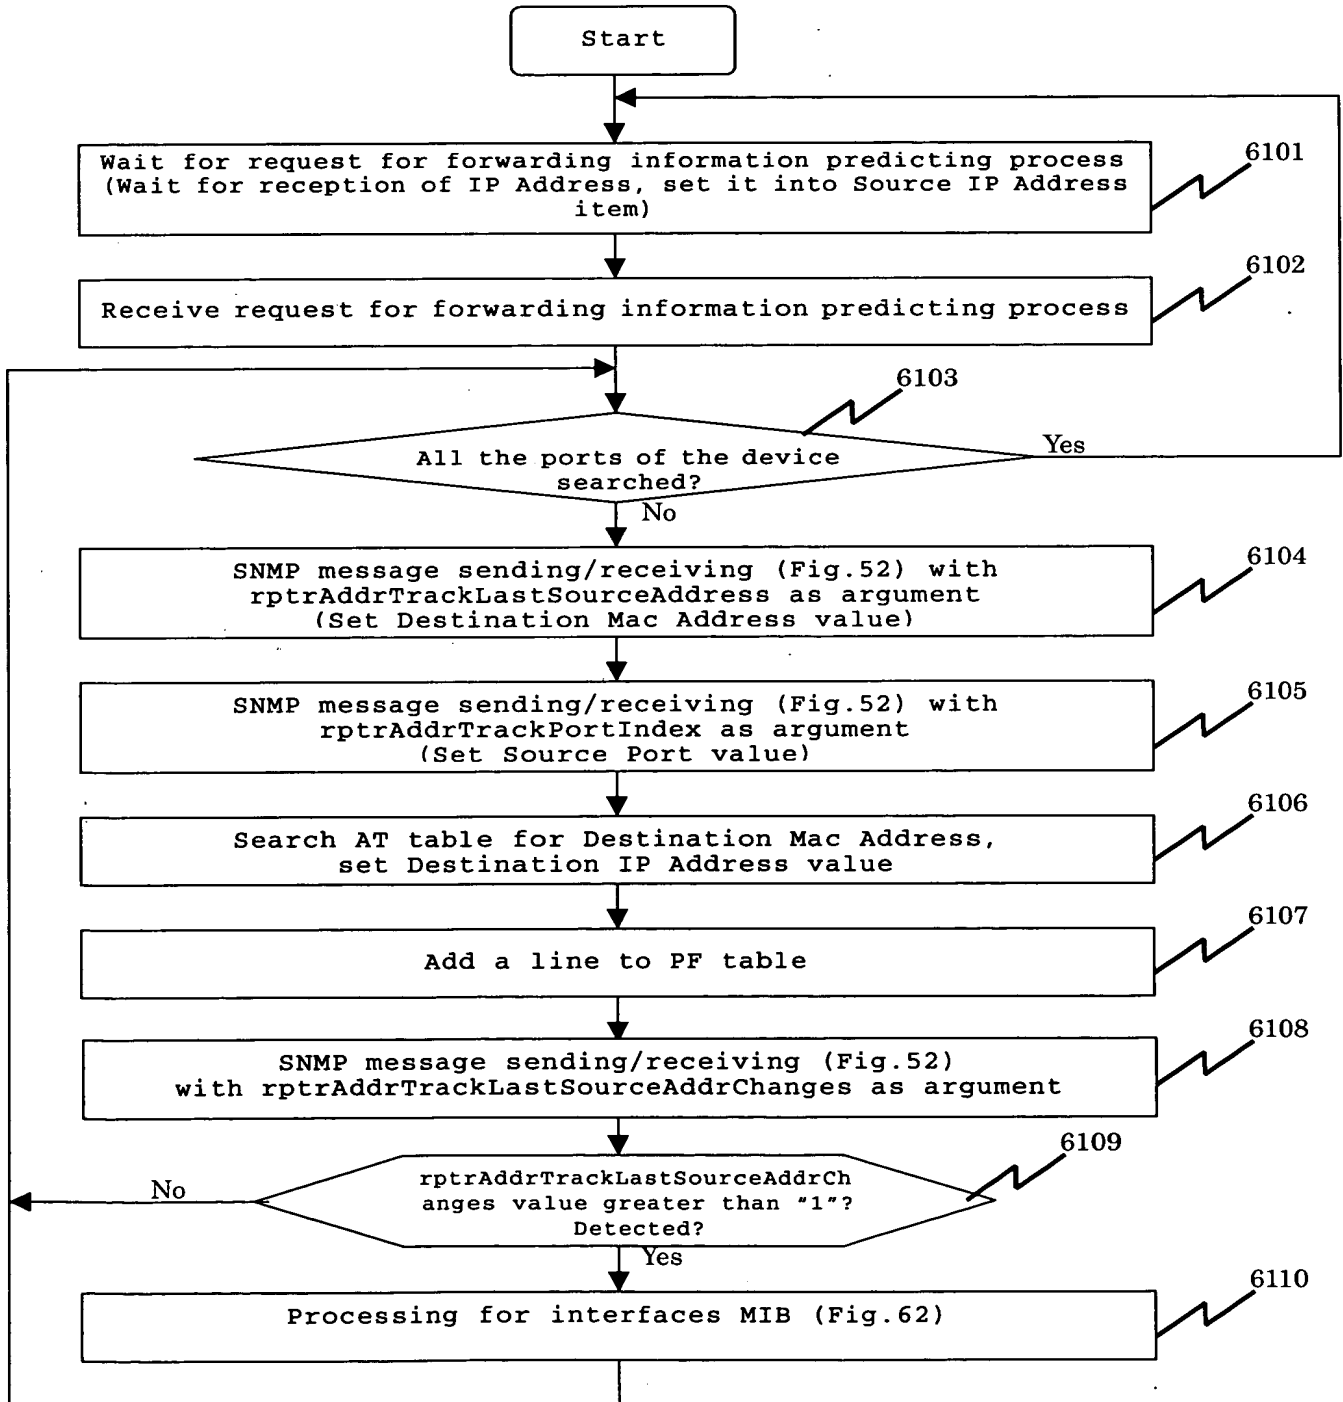 Start
Wait for request for forwarding information predicting process
(Wait for reception of IP Address, set it into Source IP Address
item)
6101
Receive request for forwarding information predicting process
6102
6103
All the ports of the device
searched?
Yes
No
SNMP message sending/receiving (Fig.52) with
rptrAddrTrackLastSourceAddress as argument
(Set Destination Mac Address value)
6104
SNMP message sending/receiving (Fig.52) with
rptrAddrTrackPortIndex as argument
(Set Source Port value)
6105
Search AT table for Destination Mac Address,
set Destination IP Address value
6106
Add a line to PF table
6107
SNMP message sending/receiving (Fig.52)
with rptrAddrTrackLastSourceAddrChanges as argument
6108
rptrAddrTrackLastSourceAddrCh
anges value greater than "1"?
Detected?
6109
No
Yes
Processing for interfaces MIB (Fig.62)
6110